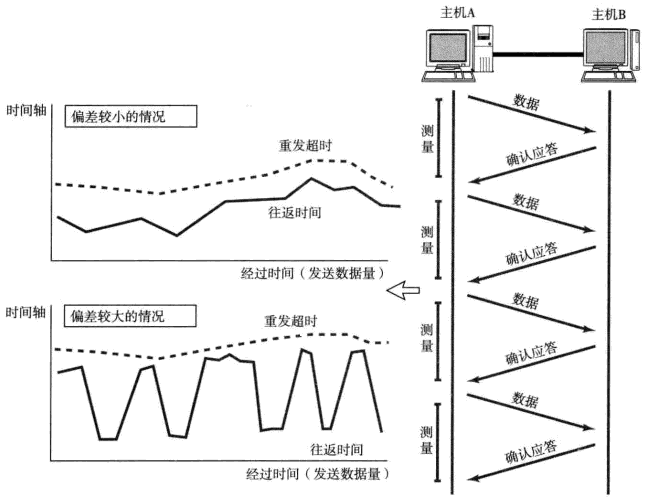 主机A
主机B
时间轴
偏差较小的情况
重发超时
往返时间
经过时间（发送数据量）
时间轴
偏差较大的情况
重发超时
往返时间
经过时间（发送数据量）
测量
数据
确认应答
测量
数据
确认应答
测量
数据
确认应答
测量
数据
确认应答